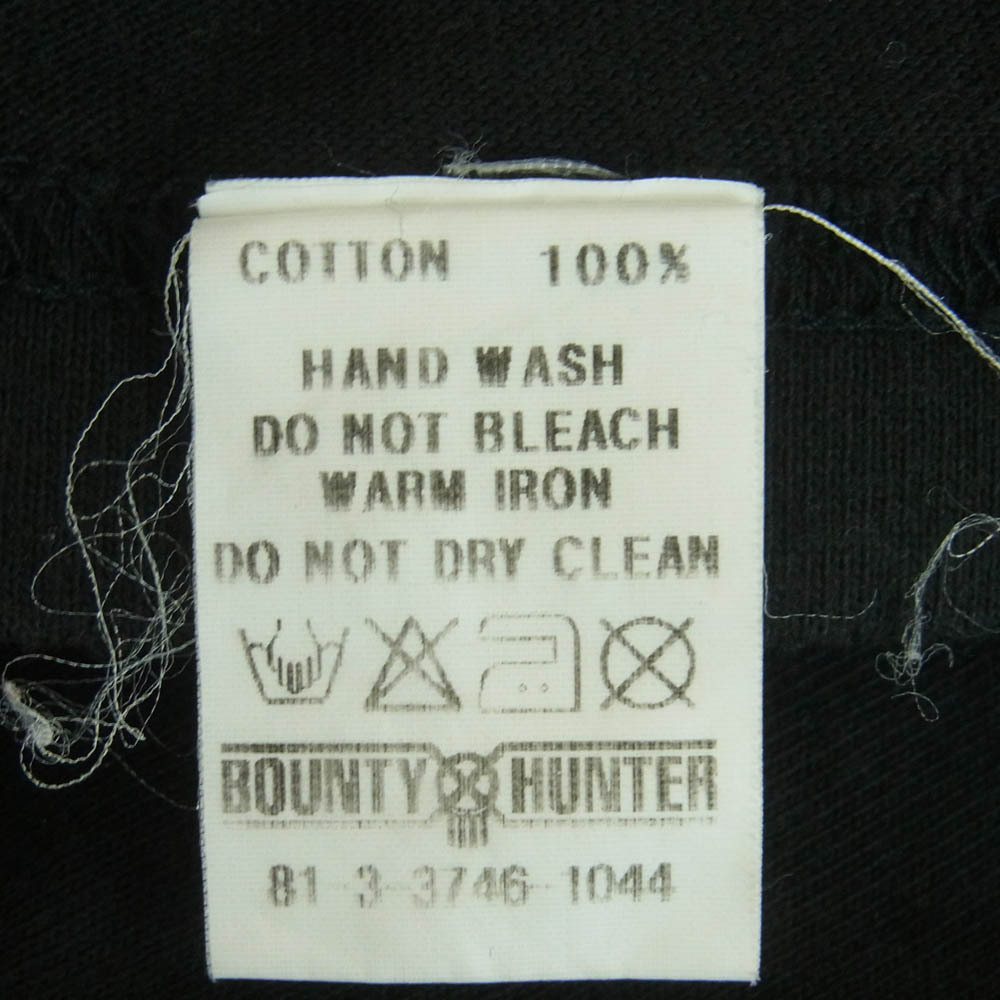 COTTON 100%
HAND WASH
DO NOT BLEACH
WARM IRON
DO NOT DRY CLEAN
BOUNTY HUNTER
81-3-3746-1044